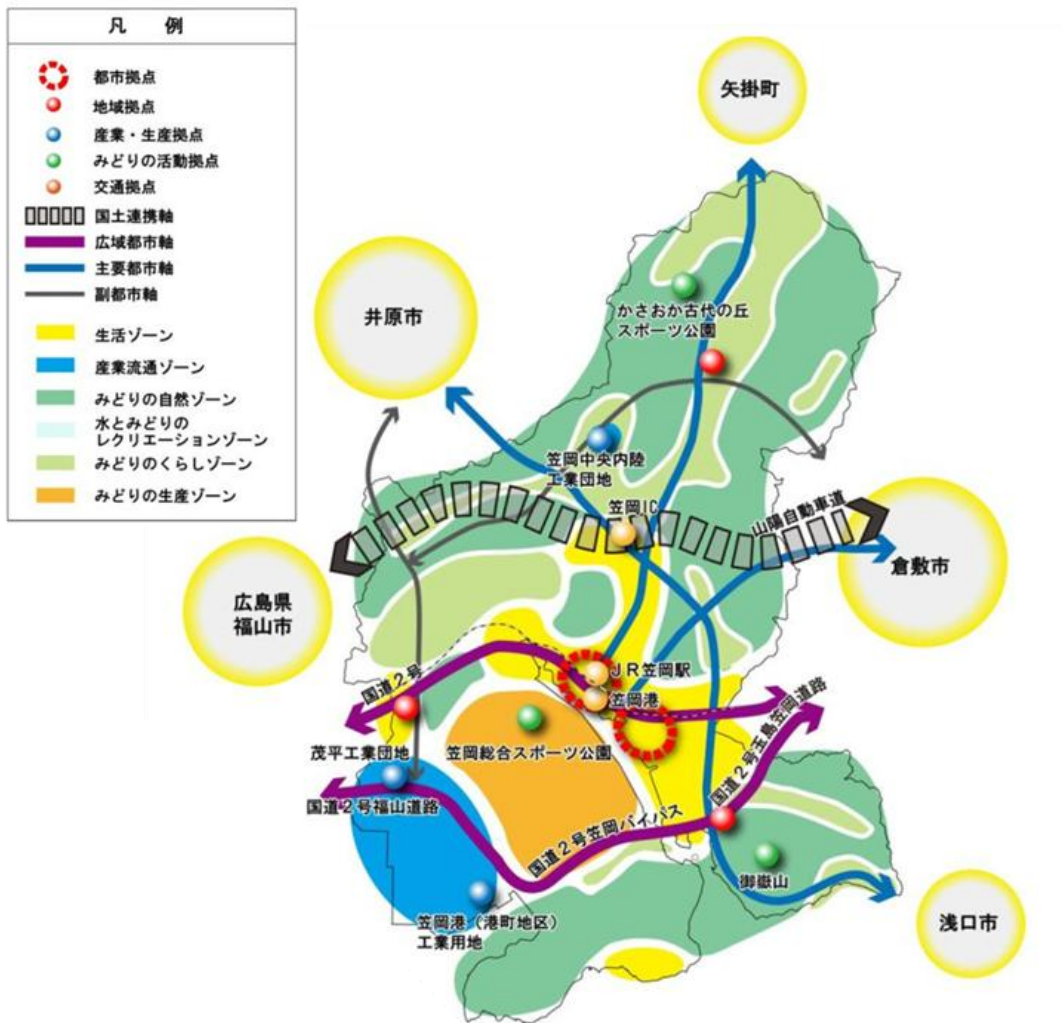 凡 例
都市拠点
地域拠点
産業・生産拠点
みどりの活動拠点
交通拠点
国土連携軸
広域都市軸
主要都市軸
副都市軸
生活ゾーン
産業流通ゾーン
みどりの自然ゾーン
水とみどりの
レクリエーションゾーン
みどりのくらしゾーン
みどりの生産ゾーン
矢掛町
井原市
かさおか古代の丘
スポーツ公園
笠岡中央内陸
工業団地
笠岡IC
山陽自動車道
倉敷市
広島県
福山市
JR笠岡駅
国道2号
笠岡港
茂平工業団地
笠岡総合スポーツ公園
国道2号玉島笠岡道路
国道2号福山道路
国道2号笠岡バイパス
御嶽山
笠岡港（港町地区）
工業用地
浅口市